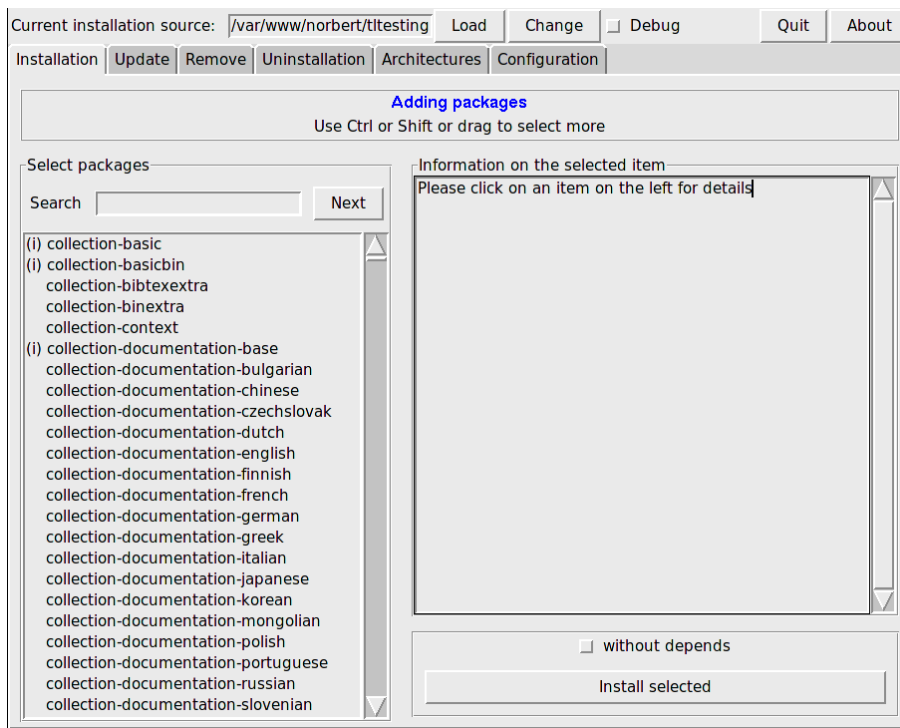 Current installation source: /var/www/norbert/tltesting Load Change Debug Quit About
Installation Update Remove Uninstallation Architectures Configuration
Adding packages
Use Ctrl or Shift or drag to select more
Select packages
Search Next
(i) collection-basic
(i) collection-basicbin
collection-bibtexextra
collection-binextra
collection-context
(i) collection-documentation-base
collection-documentation-bulgarian
collection-documentation-chinese
collection-documentation-czechslovak
collection-documentation-dutch
collection-documentation-english
collection-documentation-finnish
collection-documentation-french
collection-documentation-german
collection-documentation-greek
collection-documentation-italian
collection-documentation-japanese
collection-documentation-korean
collection-documentation-mongolian
collection-documentation-polish
collection-documentation-portuguese
collection-documentation-russian
collection-documentation-slovenian
Information on the selected item
Please click on an item on the left for details
without depends
Install selected